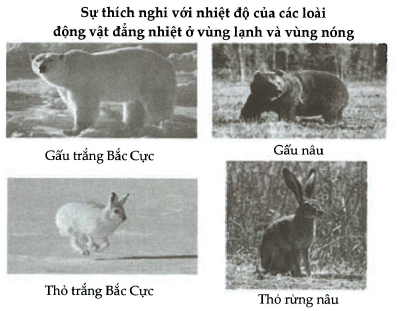 Sự thích nghi với nhiệt độ của các loài
động vật đẳng nhiệt ở vùng lạnh và vùng nóng
Gấu trắng Bắc Cực
Gấu nâu
Thỏ trắng Bắc Cực
Thỏ rừng nâu